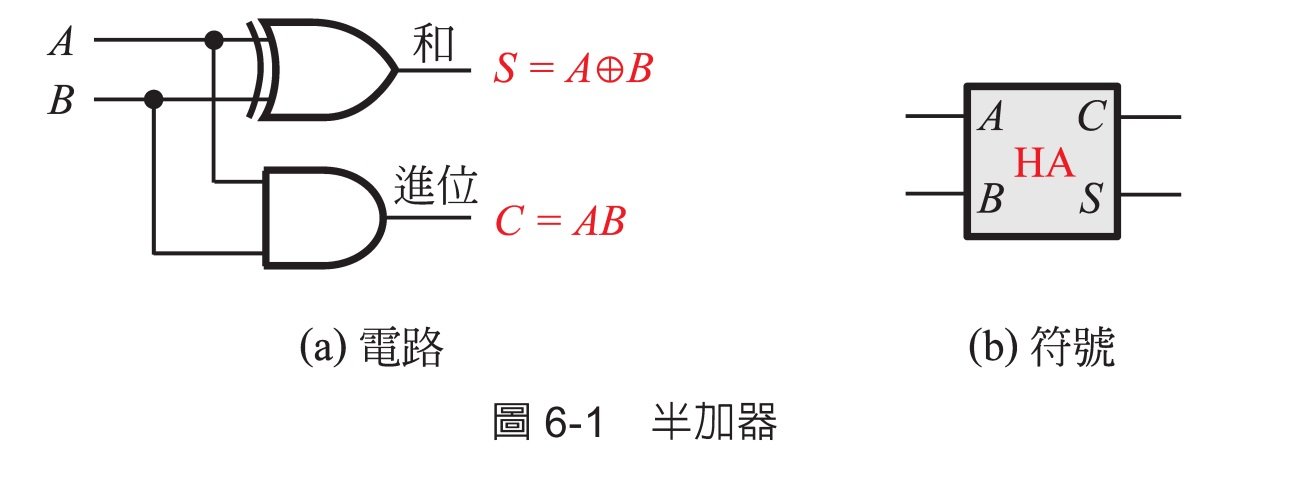 A
和
S = A⊕B
B
進位
C = AB
A C
HA
B S
(a) 電路
(b) 符號
圖 6-1 半加器